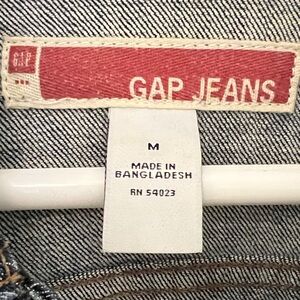 GAP
GAP JEANS
M
MADE IN
BANGLADESH
RN 54023